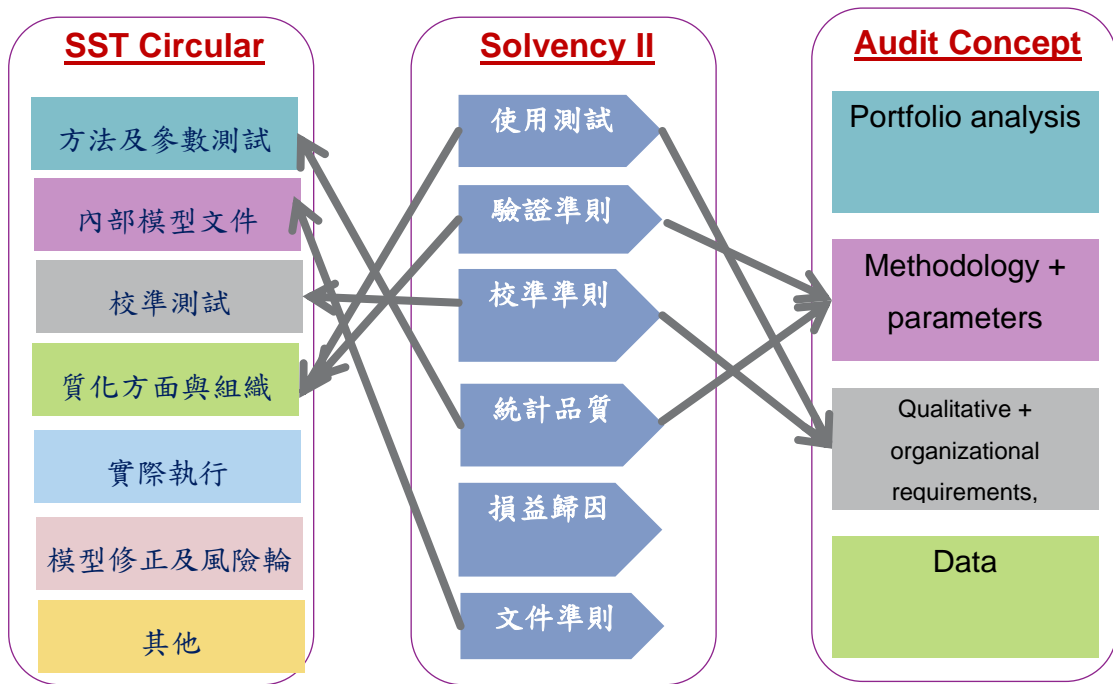 SST Circular
方法及參數測試
內部模型文件
校準測試
質化方面與組織
實際執行
模型修正及風險輪
其他
Solvency II
使用測試
驗證準則
校準準則
統計品質
損益歸因
文件準則
Audit Concept
Portfolio analysis
Methodology +
parameters
Qualitative +
organizational
requirements,
Data